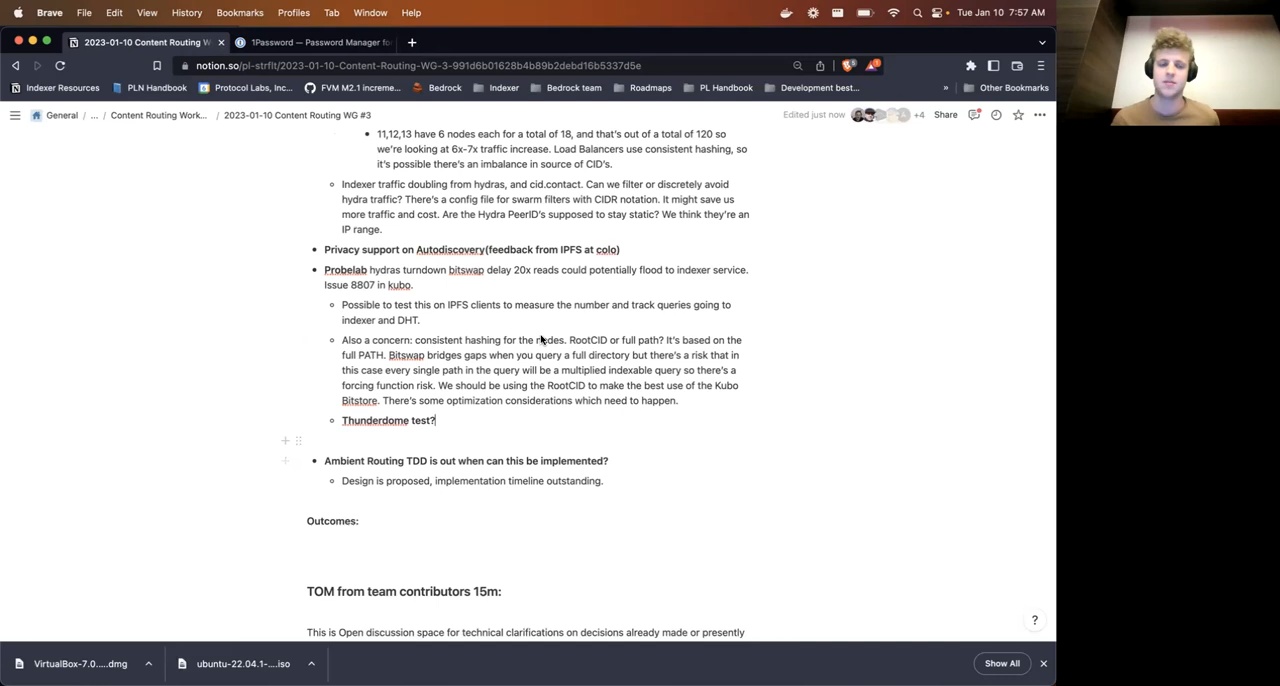 Brave File Edit View History Bookmarks Profiles Tab Window Help Tue Jan 10 7:57 AM
2023-01-10 Content Routing W
1Password — Password Manager for
notion.so/pl-strflt/2023-01-10-Content-Routing-WG-3-991d6b01628b4b89b2debd16b5337d5e
Indexer Resources PLN Handbook Protocol Labs, Inc... FVM M2.1 increme... Bedrock Indexer Bedrock team Roadmaps PL Handbook Development best... » Other Bookmarks
General / ... / Content Routing Work... / 2023-01-10 Content Routing WG #3 Edited just now +4 Share
11,12,13 have 6 nodes each for a total of 18, and that's out of a total of 120 so
we're looking at 6x-7x traffic increase. Load Balancers use consistent hashing, so
it's possible there's an imbalance in source of CID's.
Indexer traffic doubling from hydras, and cid.contact. Can we filter or discretely avoid
hydra traffic? There's a config file for swarm filters with CIDR notation. It might save us
more traffic and cost. Are the Hydra PeerID's supposed to stay static? We think they're an
IP range.
Privacy support on Autodiscovery(feedback from IPFS at colo)
Probelab hydras turndown bitswap delay 20x reads could potentially flood to indexer service.
Issue 8807 in kubo.
Possible to test this on IPFS clients to measure the number and track queries going to
indexer and DHT.
Also a concern: consistent hashing for the nodes. RootCID or full path? It's based on the
full PATH. Bitswap bridges gaps when you query a full directory but there's a risk that in
this case every single path in the query will be a multiplied indexable query so there's a
forcing function risk. We should be using the RootCID to make the best use of the Kubo
Bitstore. There's some optimization considerations which need to happen.
Thunderdome test?
Ambient Routing TDD is out when can this be implemented?
Design is proposed, implementation timeline outstanding.
Outcomes:
TOM from team contributors 15m:
This is Open discussion space for technical clarifications on decisions already made or presently
?
VirtualBox-7.0.....dmg
ubuntu-22.04.1-....iso
Show All